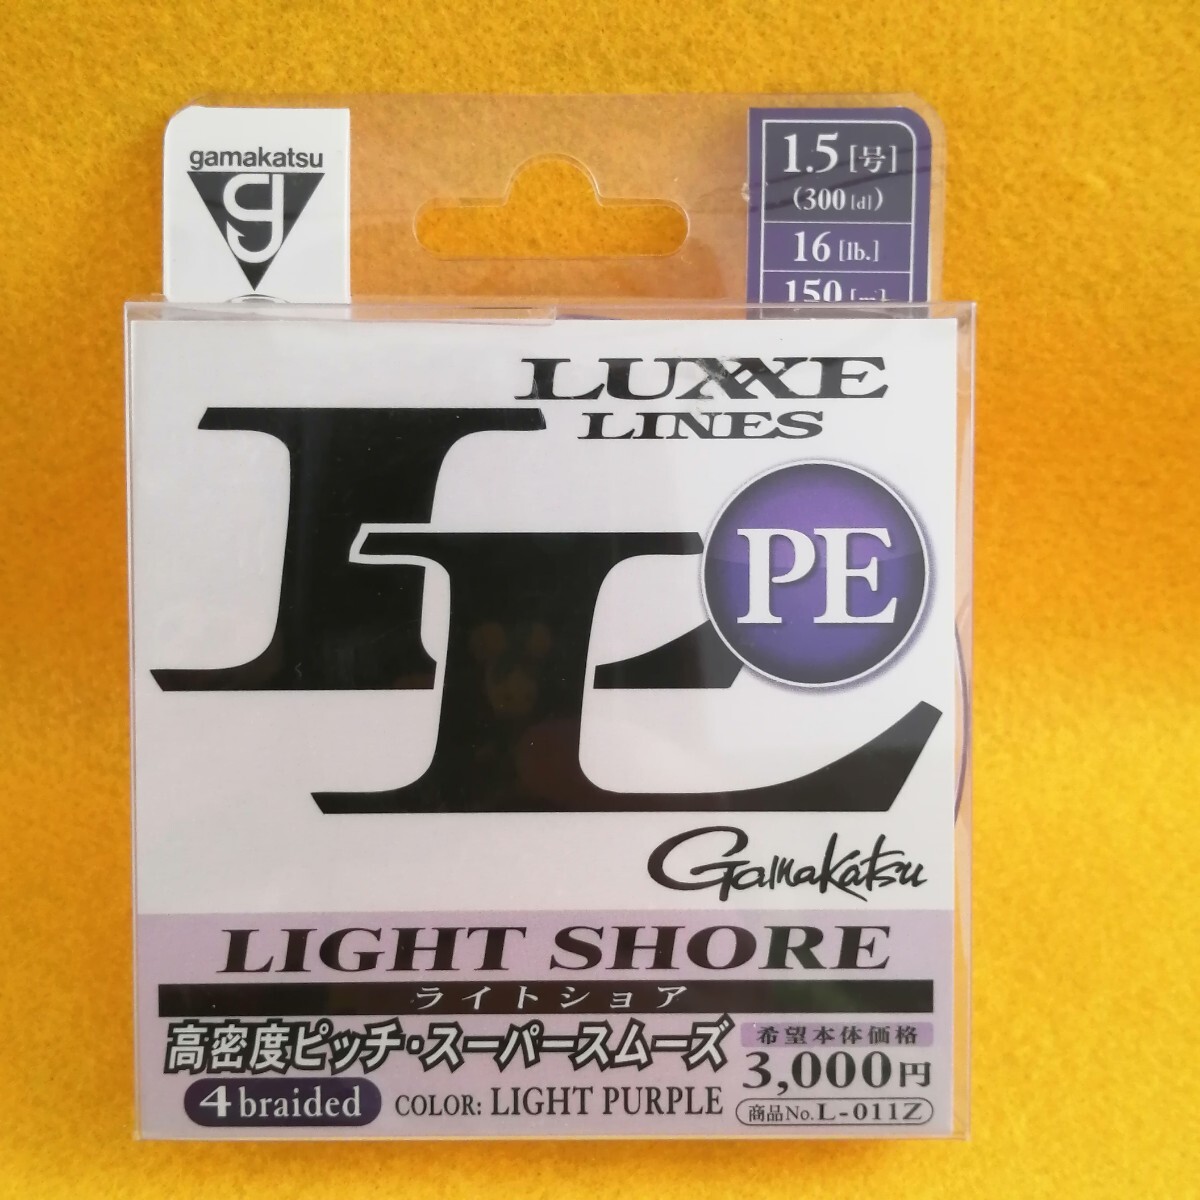 gamakatsu
g
1.5[号]
(300[d])
16[lb.]
150[m]
LUXXE
LINES
LL
PE
Gamakatsu
LIGHT SHORE
ライトショア
高密度ピッチ・スーパースムーズ
希望本体価格
3,000円
4 braided
COLOR: LIGHT PURPLE
商品No.L-011Z